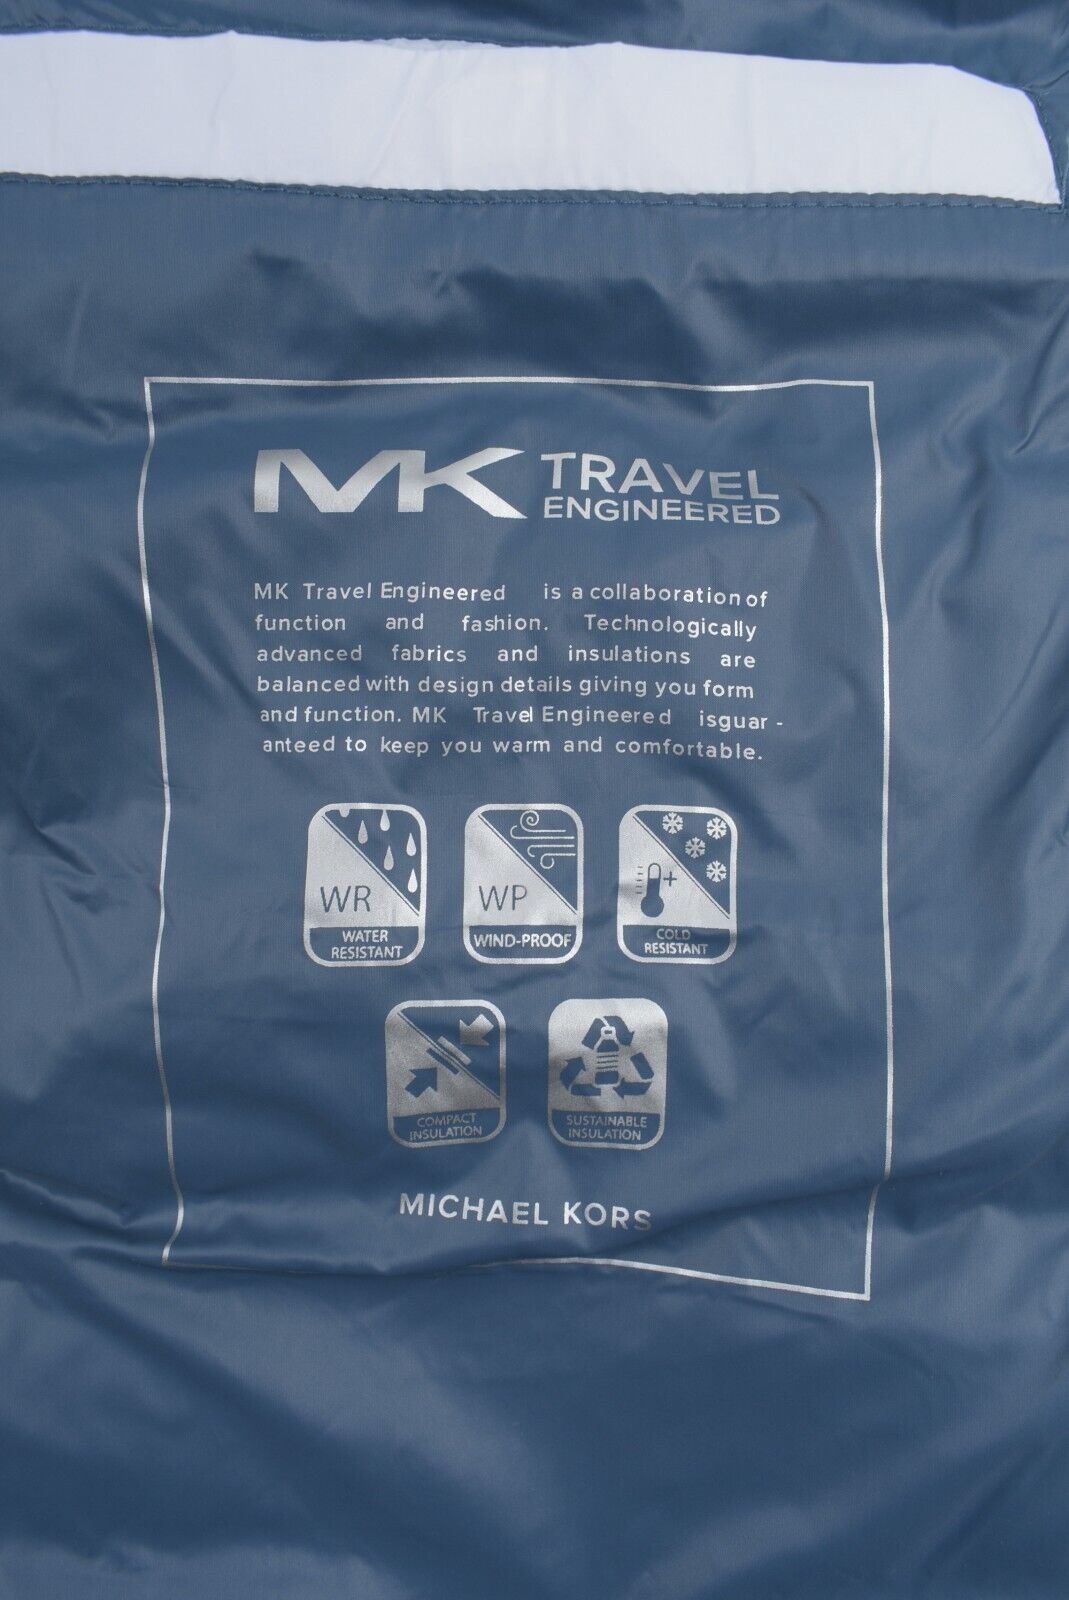 MK TRAVEL
ENGINEERED
MK Travel Engineered is a collaboration of
function and fashion. Technologically
advanced fabrics and insulations are
balanced with design details giving you form
and function. MK Travel Engineered isguar -
anteed to keep you warm and comfortable.
WR
WATER
RESISTANT
WP
WIND-PROOF
+
COLD
RESISTANT
COMPACT
INSULATION
SUSTAINABLE
INSULATION
MICHAEL KORS